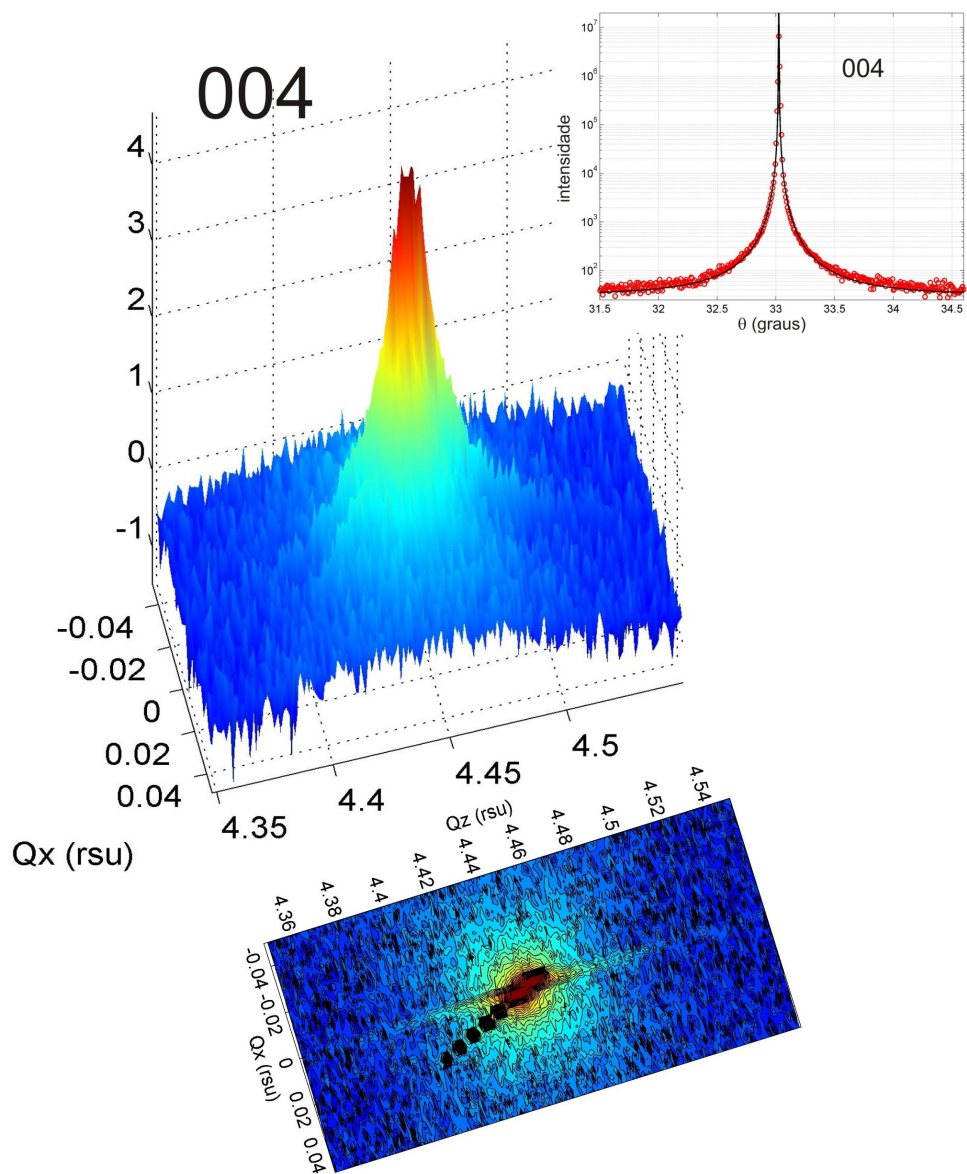 004
4
3
2
1
0
-1
-0.04
-0.02
0
0.02
0.04
Qx (rsu)
4.35
4.4
4.45
4.5
intensidade
10^7
10^6
10^5
10^4
10^3
10^2
004
31.5 32 32.5 33 33.5 34 34.5
θ (graus)
Qz (rsu)
4.36 4.38 4.4 4.42 4.44 4.46 4.48 4.5 4.52 4.54
-0.04 -0.02 0 0.02 0.04
Qx (rsu)